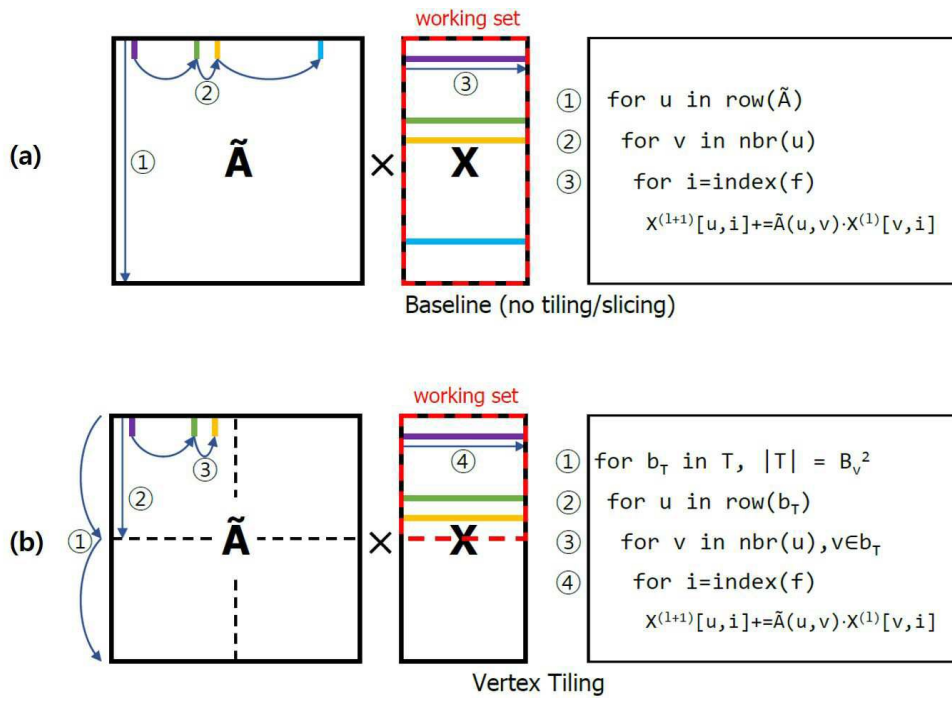 working set
(a)
①
②
Ã
×
③
X
① for u in row(Ã)
② for v in nbr(u)
③ for i=index(f)
X⁽ˡ⁺¹⁾[u,i]+=Ã(u,v)·X⁽ˡ⁾[v,i]
Baseline (no tiling/slicing)
working set
(b)
①
②
③
Ã
×
④
X
① for b_T in T, |T| = B_v²
② for u in row(b_T)
③ for v in nbr(u),v∈b_T
④ for i=index(f)
X⁽ˡ⁺¹⁾[u,i]+=Ã(u,v)·X⁽ˡ⁾[v,i]
Vertex Tiling